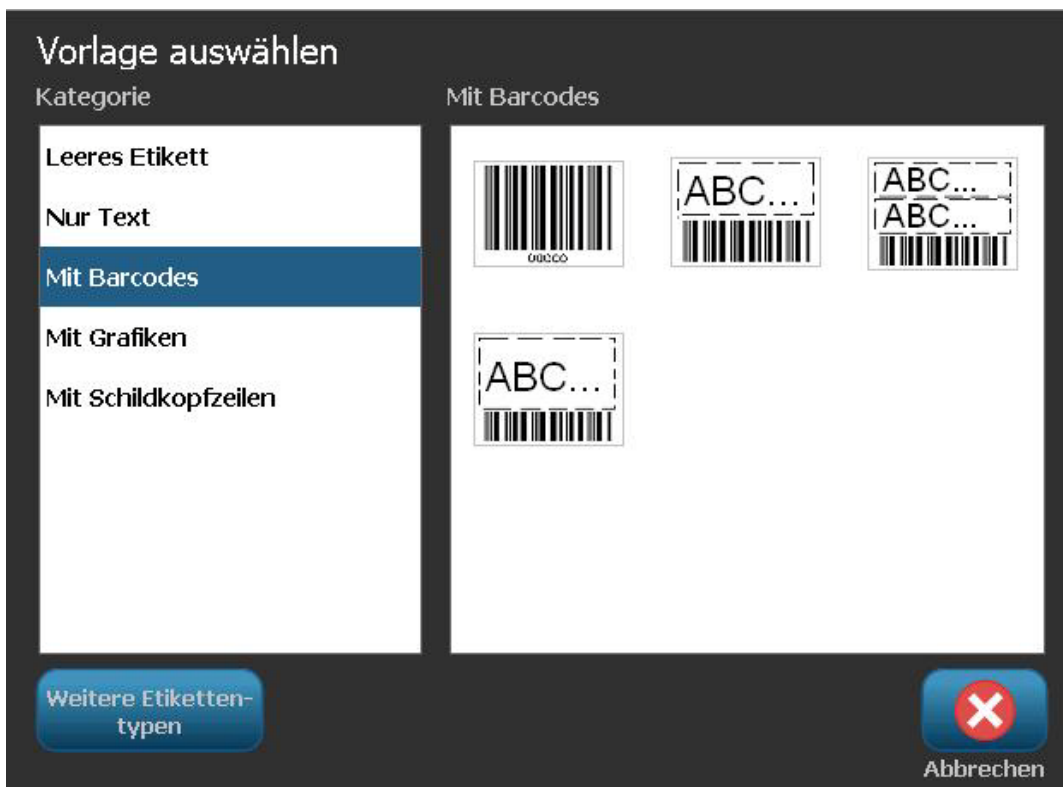 Vorlage auswählen
Kategorie
Mit Barcodes
Leeres Etikett
Nur Text
Mit Barcodes
Mit Grafiken
Mit Schildkopfzeilen
ABC...
ABC...
ABC...
ABC...
Weitere Etiketten-
typen
Abbrechen